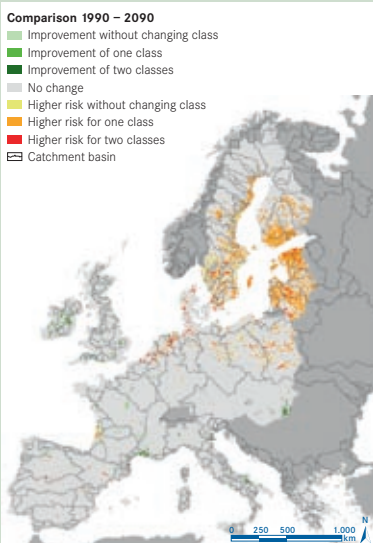 Comparison 1990 – 2090
Improvement without changing class
Improvement of one class
Improvement of two classes
No change
Higher risk without changing class
Higher risk for one class
Higher risk for two classes
Catchment basin
N
0 250 500 1.000
km